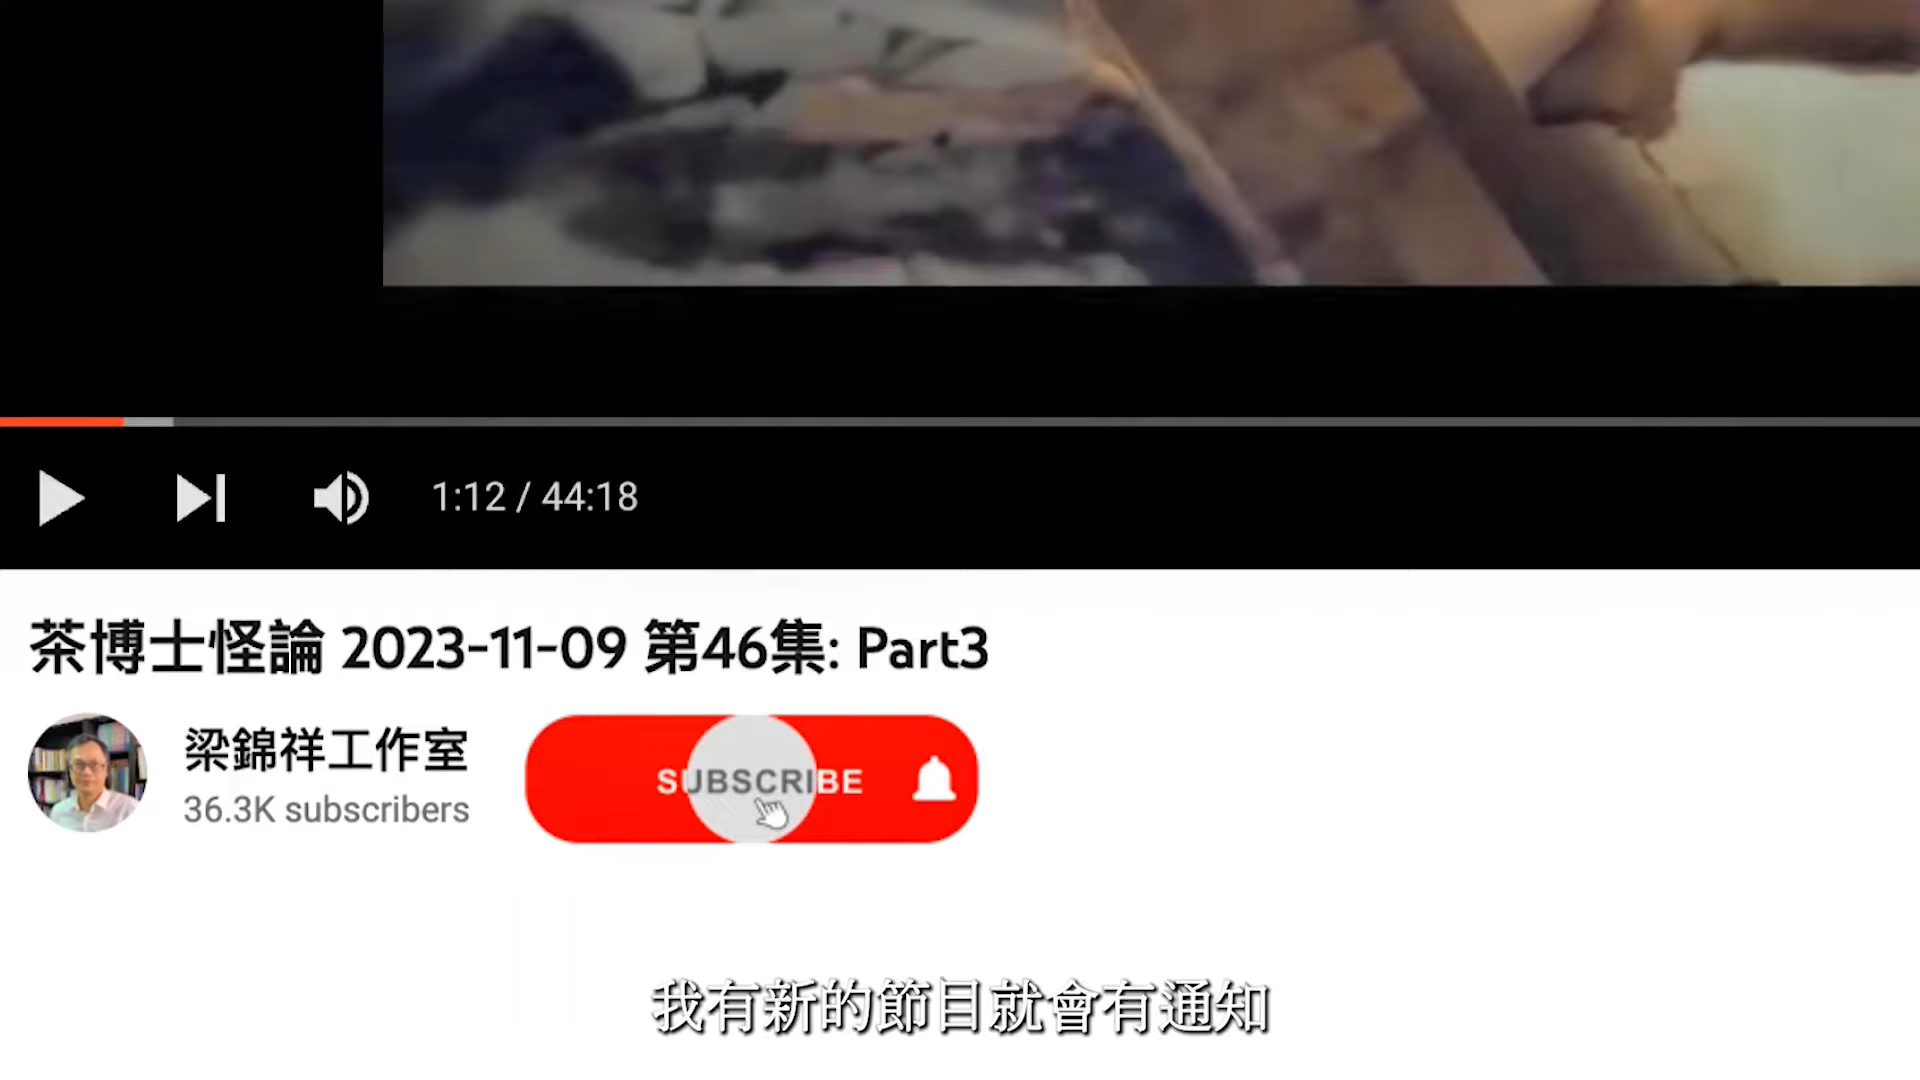 1:12 / 44:18
茶博士怪論 2023-11-09 第46集: Part3
梁錦祥工作室
36.3K subscribers
SUBSCRIBE
我有新的節目就會有通知